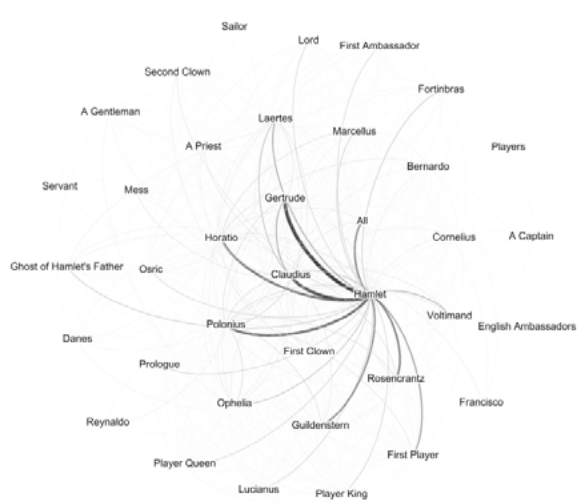 Sailor
Lord
First Ambassador
Second Clown
Fortinbras
A Gentleman
Laertes
Marcellus
A Priest
Players
Bernardo
Servant
Mess
Gertrude
All
Horatio
Cornelius
A Captain
Ghost of Hamlet's Father
Osric
Claudius
Hamlet
Voltimand
Polonius
English Ambassadors
Danes
First Clown
Prologue
Rosencrantz
Ophelia
Francisco
Reynaldo
Guildenstern
First Player
Player Queen
Lucianus
Player King